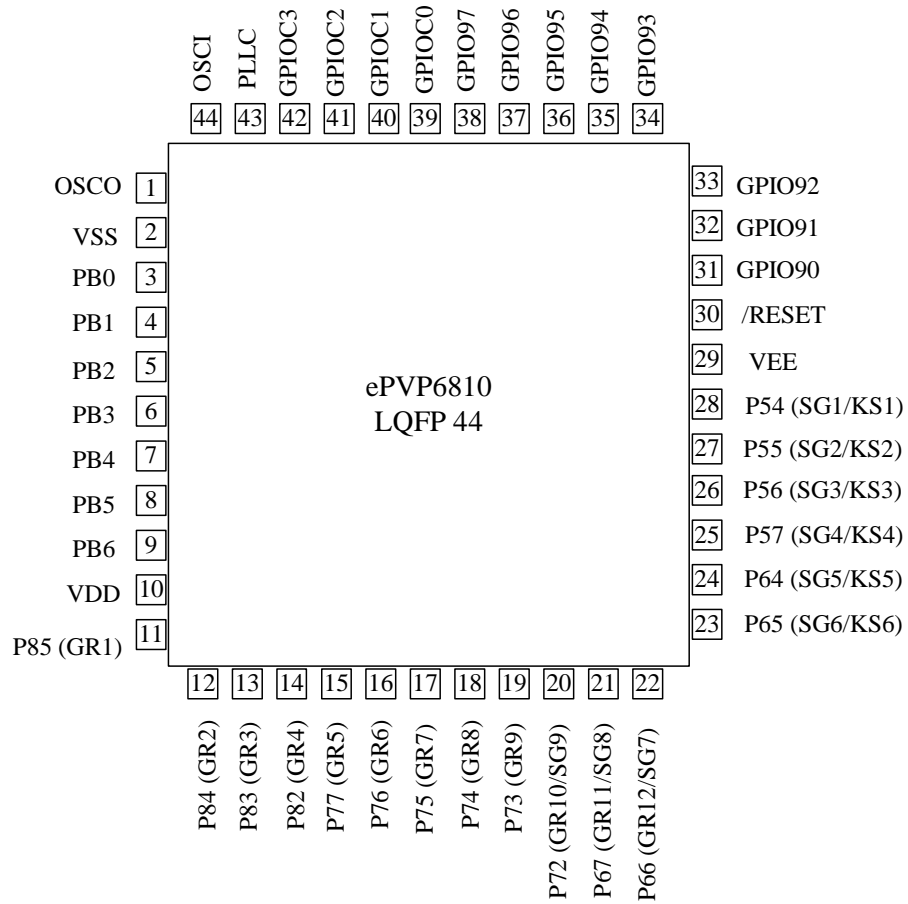 OSCI
PLLC
GPIOC3
GPIOC2
GPIOC1
GPIOC0
GPIO97
GPIO96
GPIO95
GPIO94
GPIO93
44
43
42
41
40
39
38
37
36
35
34
OSCO 1
VSS 2
PB0 3
PB1 4
PB2 5
PB3 6
PB4 7
PB5 8
PB6 9
VDD 10
P85 (GR1) 11
ePVP6810
LQFP 44
33 GPIO92
32 GPIO91
31 GPIO90
30 /RESET
29 VEE
28 P54 (SG1/KS1)
27 P55 (SG2/KS2)
26 P56 (SG3/KS3)
25 P57 (SG4/KS4)
24 P64 (SG5/KS5)
23 P65 (SG6/KS6)
12
13
14
15
16
17
18
19
20
21
22
P84 (GR2)
P83 (GR3)
P82 (GR4)
P77 (GR5)
P76 (GR6)
P75 (GR7)
P74 (GR8)
P73 (GR9)
P72 (GR10/SG9)
P67 (GR11/SG8)
P66 (GR12/SG7)